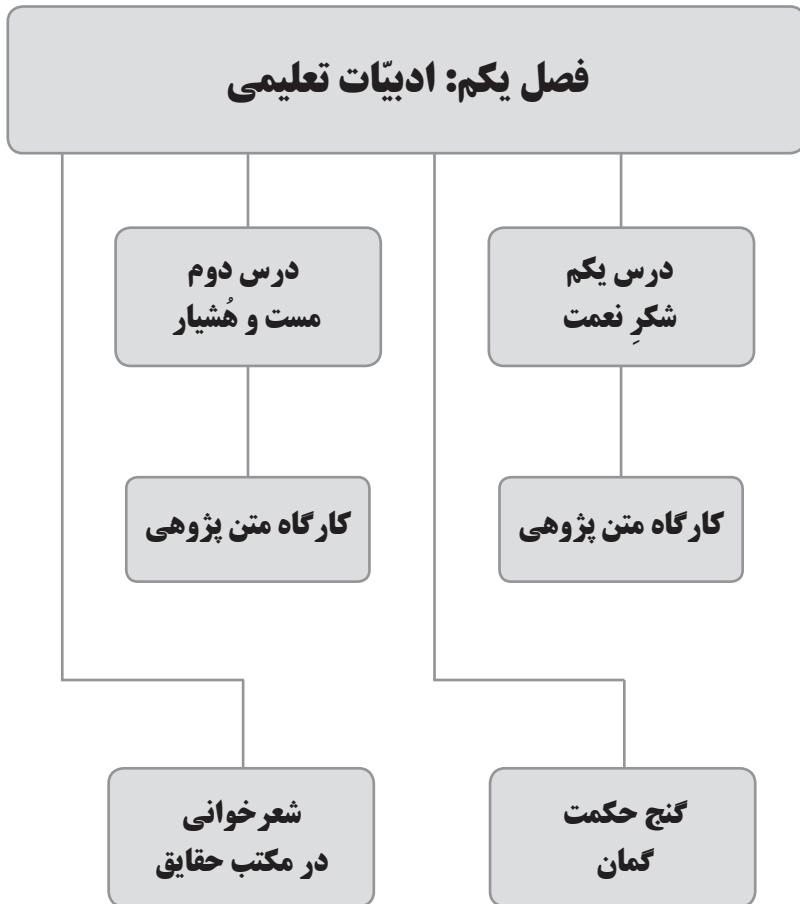 فصل یکم: ادبیّات تعلیمی
درس یکم
شکرِ نعمت
درس دوم
مست و هُشیار
کارگاه متن پژوهی
کارگاه متن پژوهی
گنج حکمت
گمان
شعرخوانی
در مکتب حقایق